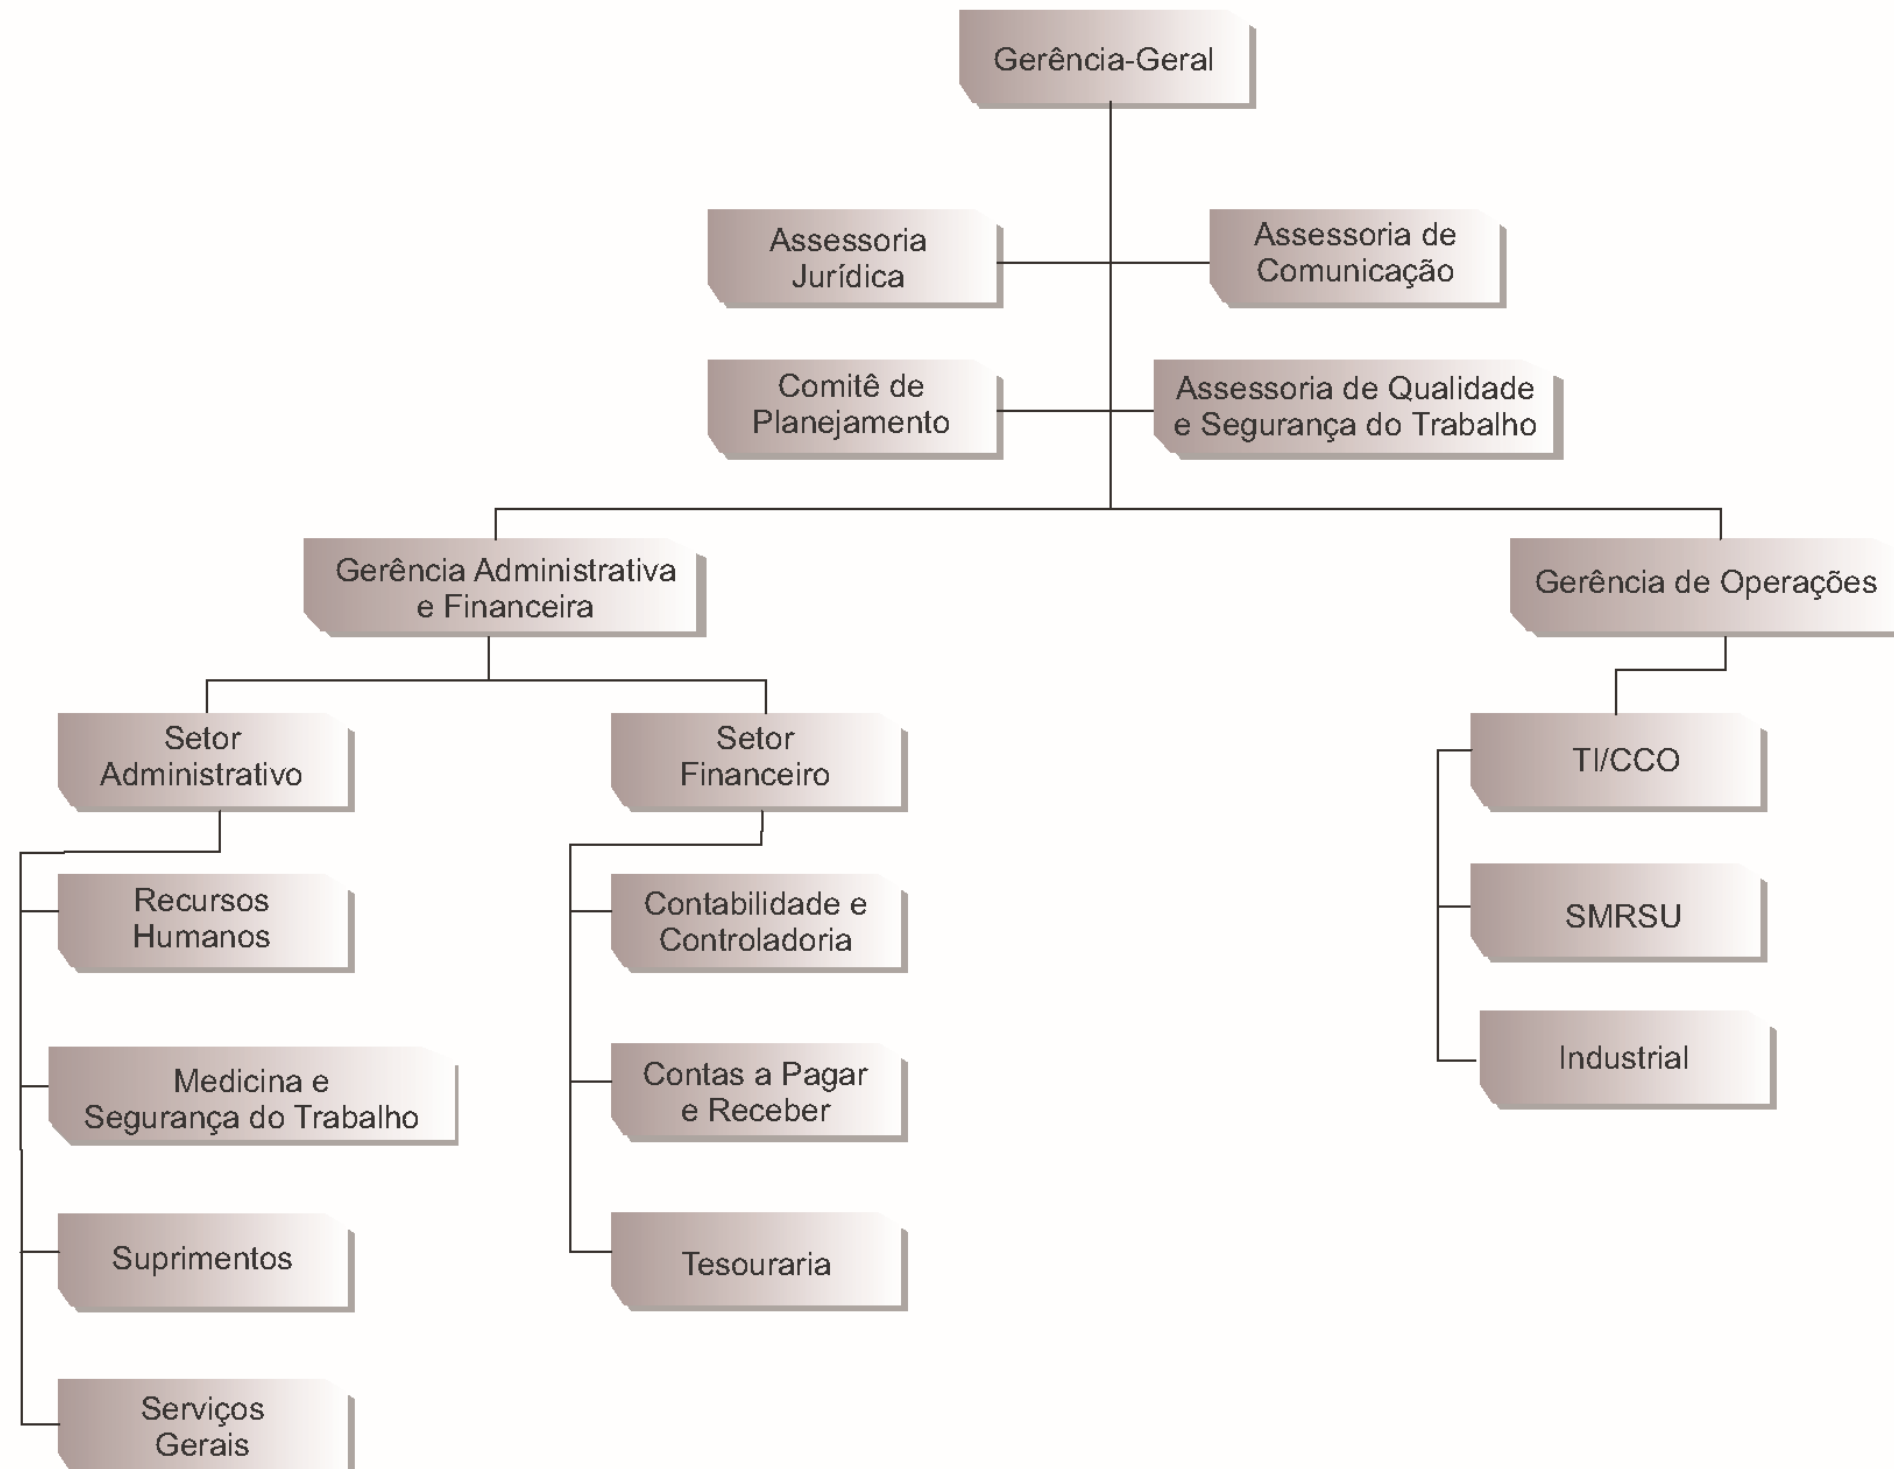 Gerência-Geral
Assessoria
Jurídica
Assessoria de
Comunicação
Comitê de
Planejamento
Assessoria de Qualidade
e Segurança do Trabalho
Gerência Administrativa
e Financeira
Gerência de Operações
Setor
Administrativo
Setor
Financeiro
TI/CCO
Recursos
Humanos
Contabilidade e
Controladoria
SMRSU
Medicina e
Segurança do Trabalho
Contas a Pagar
e Receber
Industrial
Suprimentos
Tesouraria
Serviços
Gerais